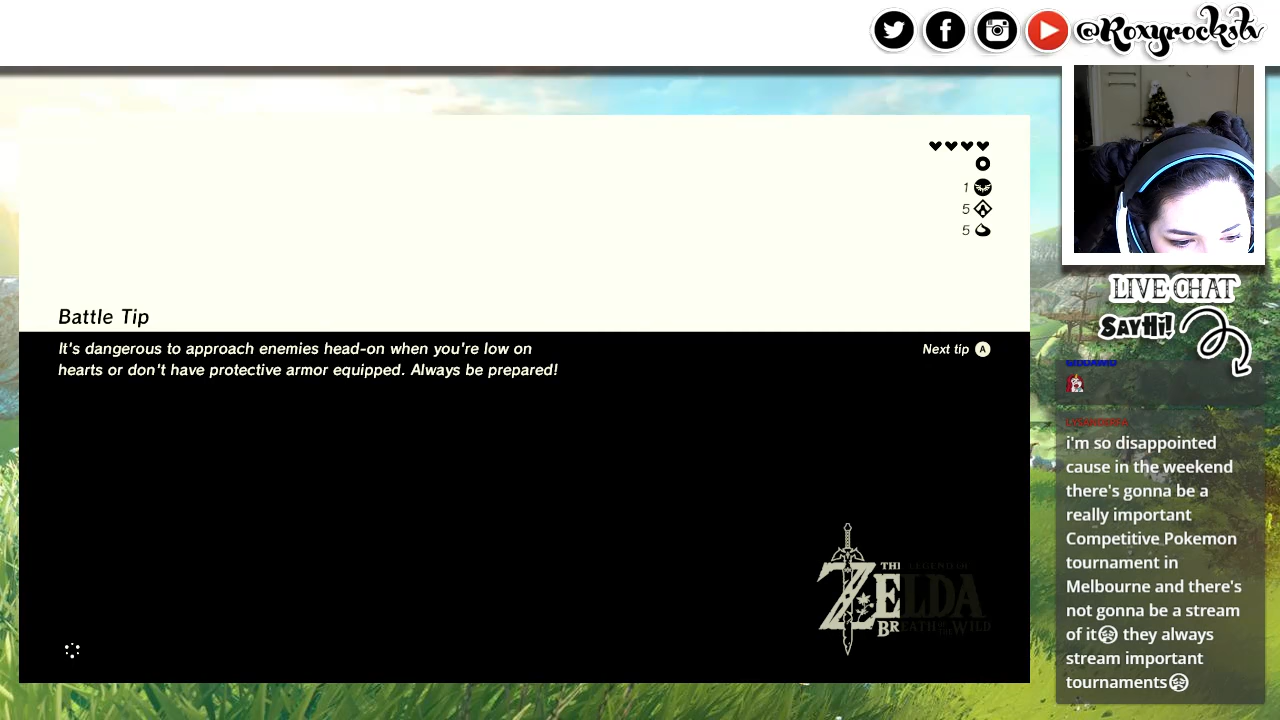 @Roxyrockstv
1
5
5
Battle Tip
It's dangerous to approach enemies head-on when you're low on
hearts or don't have protective armor equipped. Always be prepared!
Next tip A
THE LEGEND OF
ZELDA
BREATH OF THE WILD
LIVE CHAT
SAY HI!
i'm so disappointed
cause in the weekend
there's gonna be a
really important
Competitive Pokemon
tournament in
Melbourne and there's
not gonna be a stream
of it😣 they always
stream important
tournaments😣